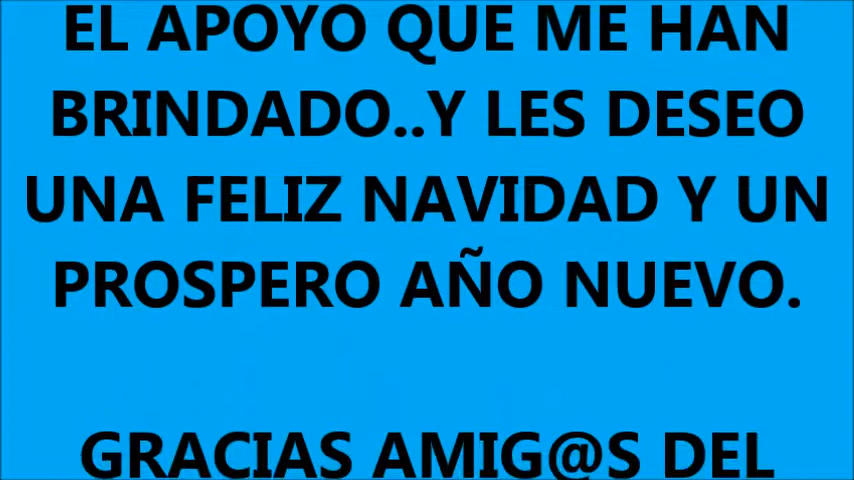 EL APOYO QUE ME HAN
BRINDADO..Y LES DESEO
UNA FELIZ NAVIDAD Y UN
PROSPERO AÑO NUEVO.
GRACIAS AMIG@S DEL